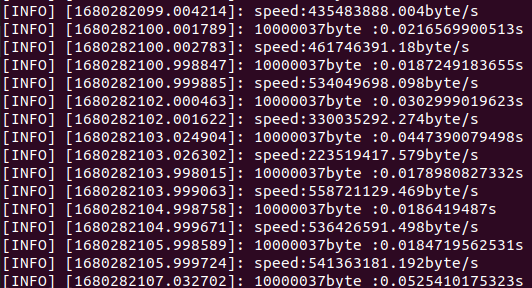 [INFO] [1680282099.004214]: speed:435483888.004byte/s
[INFO] [1680282100.001789]: 10000037byte :0.0216569900513s
[INFO] [1680282100.002783]: speed:461746391.18byte/s
[INFO] [1680282100.998847]: 10000037byte :0.0187249183655s
[INFO] [1680282100.999885]: speed:534049698.098byte/s
[INFO] [1680282102.000463]: 10000037byte :0.0302999019623s
[INFO] [1680282102.001622]: speed:330035292.274byte/s
[INFO] [1680282103.024904]: 10000037byte :0.0447390079498s
[INFO] [1680282103.026302]: speed:223519417.579byte/s
[INFO] [1680282103.998015]: 10000037byte :0.0178980827332s
[INFO] [1680282103.999063]: speed:558721129.469byte/s
[INFO] [1680282104.998758]: 10000037byte :0.0186419487s
[INFO] [1680282104.999671]: speed:536426591.498byte/s
[INFO] [1680282105.998589]: 10000037byte :0.0184719562531s
[INFO] [1680282105.999724]: speed:541363181.192byte/s
[INFO] [1680282107.032702]: 10000037byte :0.0525410175323s